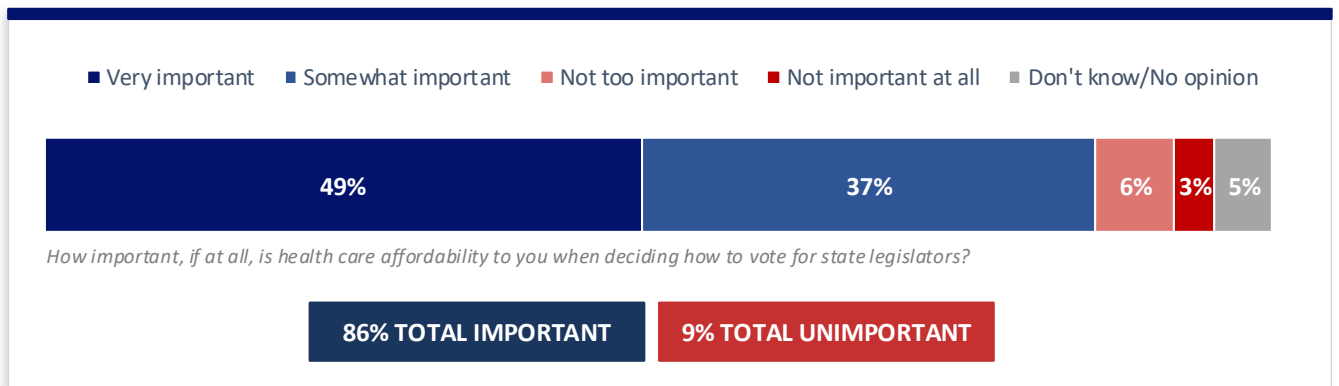 Very important Somewhat important Not too important Not important at all Don't know/No opinion
49% 37% 6% 3% 5%
How important, if at all, is health care affordability to you when deciding how to vote for state legislators?
86% TOTAL IMPORTANT 9% TOTAL UNIMPORTANT